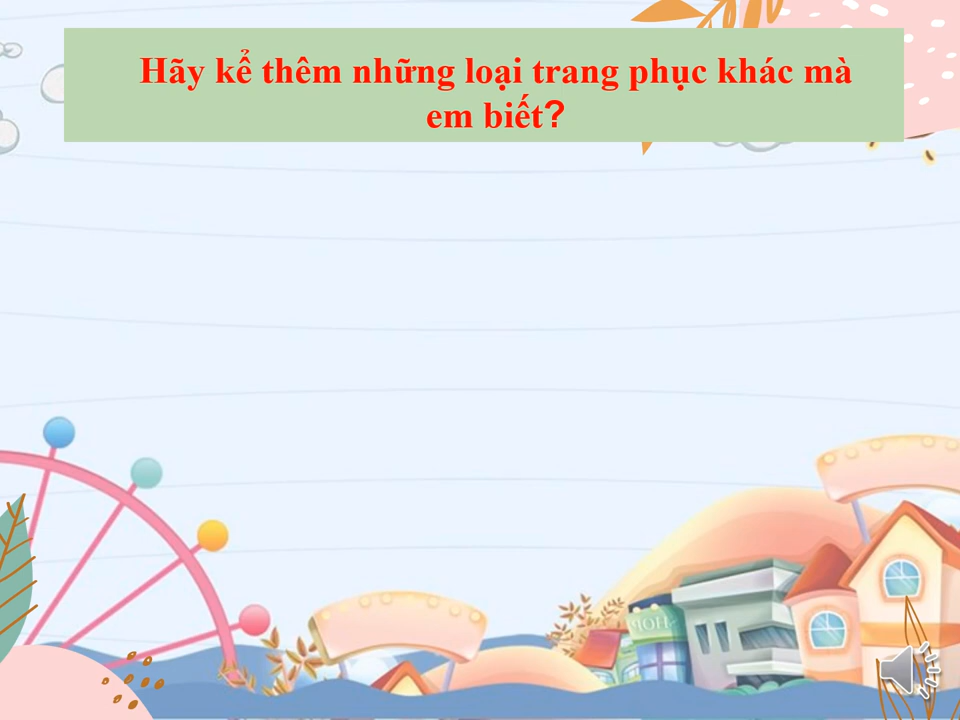 Hãy kể thêm những loại trang phục khác mà
em biết?